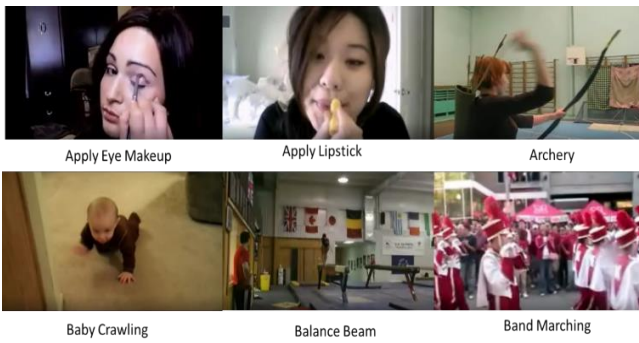 Apply Eye Makeup
Apply Lipstick
Archery
Baby Crawling
Balance Beam
Band Marching